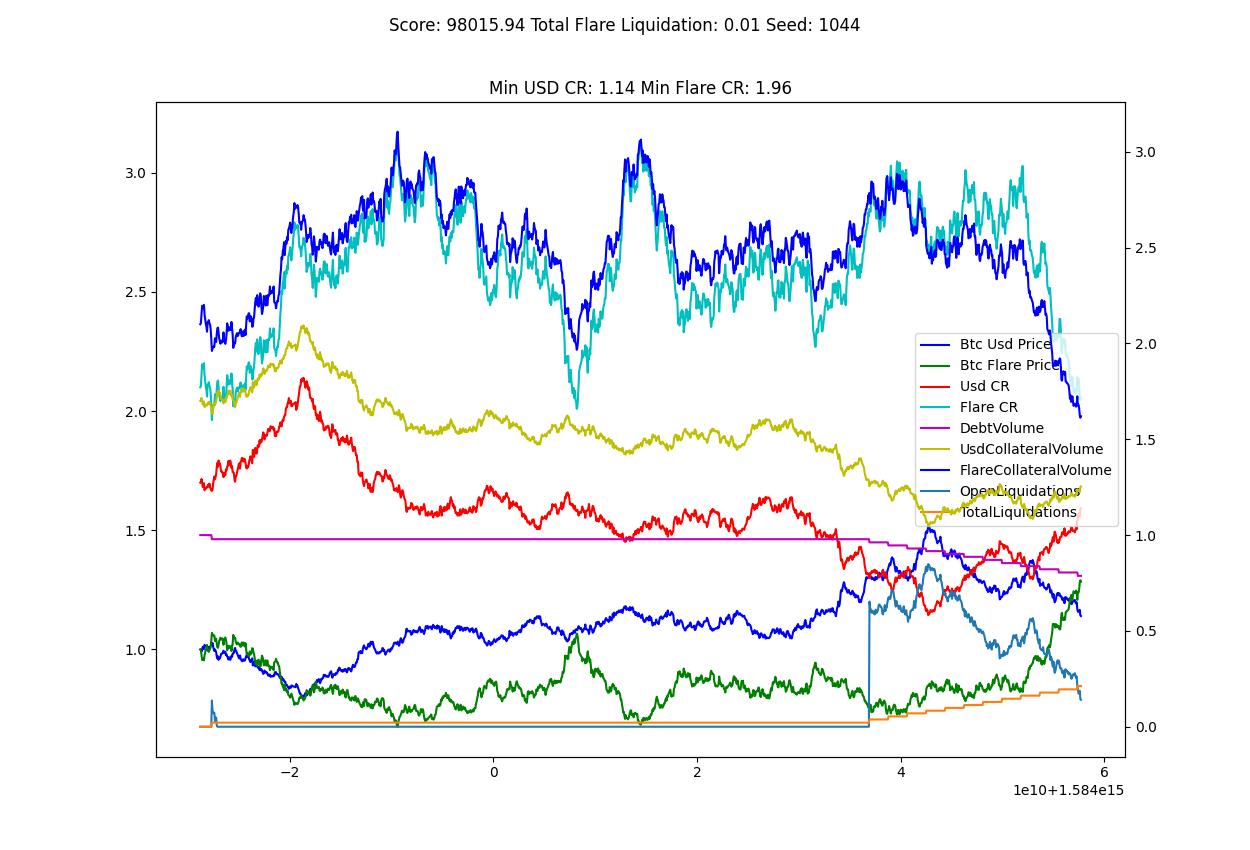 Score: 98015.94 Total Flare Liquidation: 0.01 Seed: 1044
Min USD CR: 1.14 Min Flare CR: 1.96
3.0
2.5
2.0
1.5
1.0
3.0
2.5
2.0
1.5
1.0
0.5
0.0
Btc Usd Price
Btc Flare Price
Usd CR
Flare CR
DebtVolume
UsdCollateralVolume
FlareCollateralVolume
OpenLiquidations
TotalLiquidations
−2 0 2 4 6
1e10+1.584e15